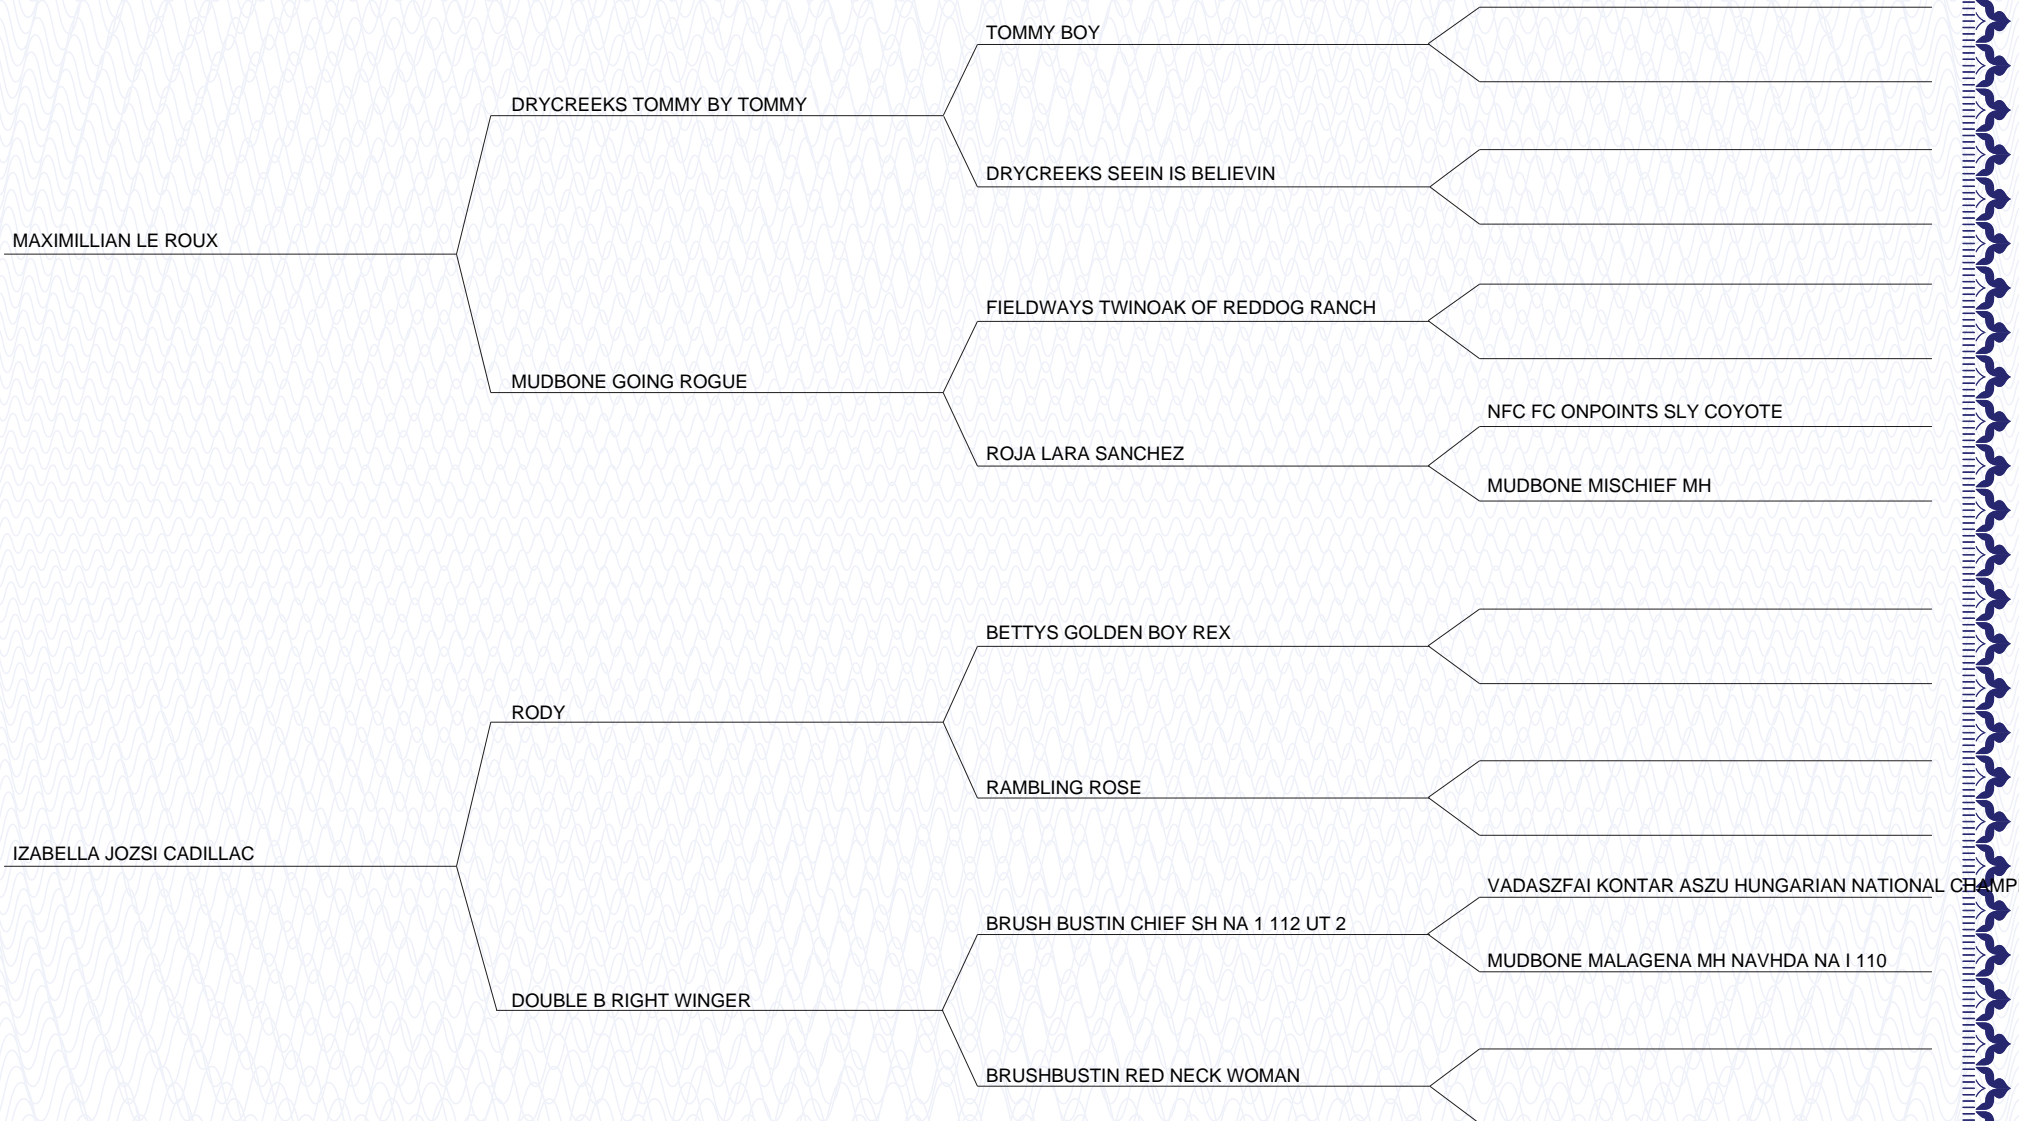 TOMMY BOY
DRYCREEKS TOMMY BY TOMMY
DRYCREEKS SEEIN IS BELIEVIN
MAXIMILLIAN LE ROUX
FIELDWAYS TWINOAK OF REDDOG RANCH
MUDBONE GOING ROGUE
NFC FC ONPOINTS SLY COYOTE
ROJA LARA SANCHEZ
MUDBONE MISCHIEF MH
BETTYS GOLDEN BOY REX
RODY
RAMBLING ROSE
IZABELLA JOZSI CADILLAC
VADASZFAI KONTAR ASZU HUNGARIAN NATIONAL
BRUSH BUSTIN CHIEF SH NA 1 112 UT 2
MUDBONE MALAGENA MH NAVHDA NA I 110
DOUBLE B RIGHT WINGER
BRUSHBUSTIN RED NECK WOMAN